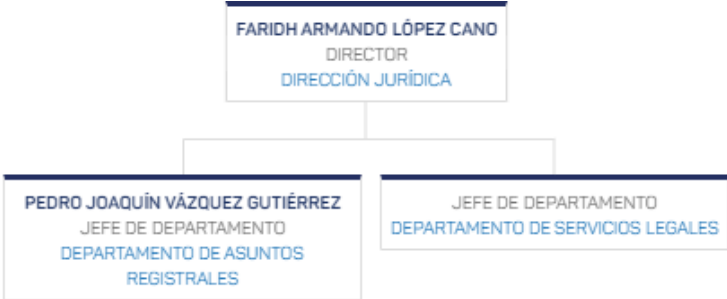 FARIDH ARMANDO LÓPEZ CANO
DIRECTOR
DIRECCIÓN JURÍDICA
PEDRO JOAQUÍN VÁZQUEZ GUTIÉRREZ
JEFE DE DEPARTAMENTO
DEPARTAMENTO DE ASUNTOS
REGISTRALES
JEFE DE DEPARTAMENTO
DEPARTAMENTO DE SERVICIOS LEGALES